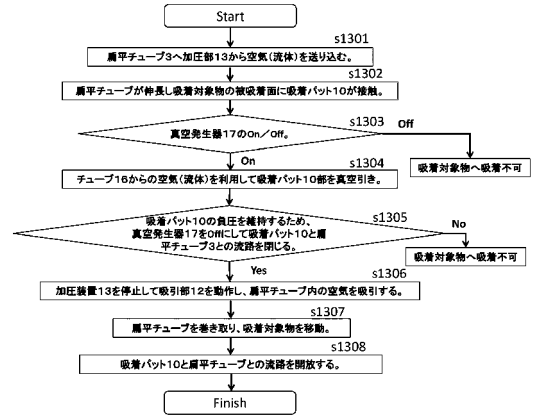 Start
s1301
扁平チューブ3へ加圧部13から空気(流体)を送り込む。
s1302
扁平チューブが伸長し吸着対象物の被吸着面に吸着パット10が接触。
s1303
真空発生器17のOn／Off。
Off
吸着対象物へ吸着不可
On
s1304
チューブ16からの空気(流体)を利用して吸着パット10部を真空引き。
s1305
吸着パット10の負圧を維持するため、
真空発生器17をOffにして吸着パット10と扁
平チューブ3との流路を閉じる。
No
吸着対象物へ吸着不可
Yes
s1306
加圧装置13を停止して吸引部12を動作し、扁平チューブ内の空気を吸引する。
s1307
扁平チューブを巻き取り、吸着対象物を移動。
s1308
吸着パット10と扁平チューブとの流路を開放する。
Finish